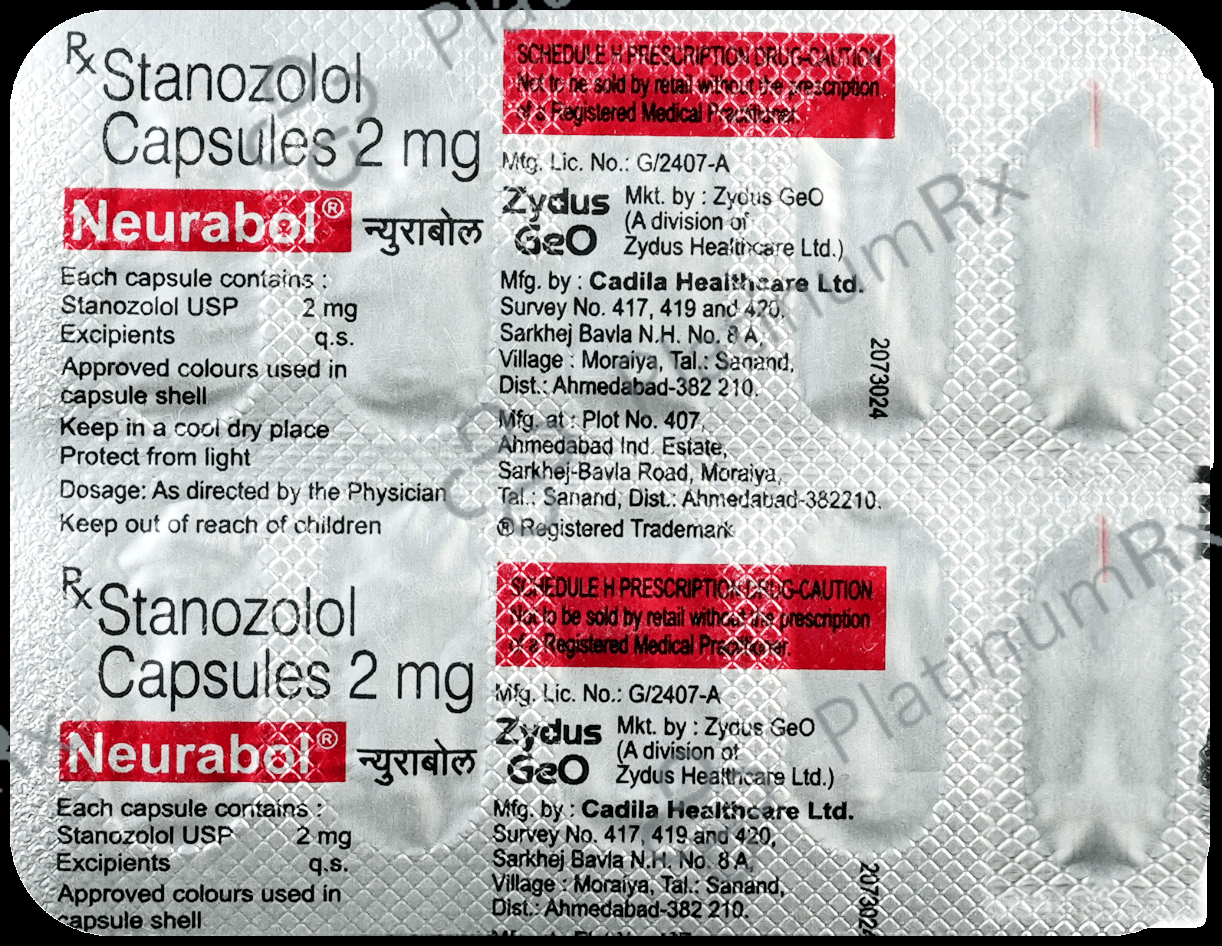 Rx Stanozolol
Capsules 2 mg
Neurabol® न्युराबोल
Each capsule contains :
Stanozolol USP 2 mg
Excipients q.s.
Approved colours used in
capsule shell
Keep in a cool dry place
Protect from light
Dosage: As directed by the Physician
Keep out of reach of children
SCHEDULE H PRESCRIPTION DRUG-CAUTION
Not to be sold by retail without the prescription
of a Registered Medical Practitioner.
Mfg. Lic. No.: G/2407-A
Zydus
GeO
Mkt. by : Zydus GeO
(A division of
Zydus Healthcare Ltd.)
Mfg. by : Cadila Healthcare Ltd.
Survey No. 417, 419 and 420,
Sarkhej Bavla N.H. No. 8 A,
Village : Moraiya, Tal.: Sanand,
Dist.: Ahmedabad-382 210.
Mfg. at : Plot No. 407,
Ahmedabad Ind. Estate,
Sarkhej-Bavla Road, Moraiya,
Tal.: Sanand, Dist.: Ahmedabad-382210.
® Registered Trademark
2073024
Rx Stanozolol
Capsules 2 mg
Neurabol® न्युराबोल
Each capsule contains :
Stanozolol USP 2 mg
Excipients q.s.
Approved colours used in
capsule shell
SCHEDULE H PRESCRIPTION DRUG-CAUTION
Not to be sold by retail without the prescription
of a Registered Medical Practitioner.
Mfg. Lic. No.: G/2407-A
Zydus
GeO
Mkt. by : Zydus GeO
(A division of
Zydus Healthcare Ltd.)
Mfg. by : Cadila Healthcare Ltd.
Survey No. 417, 419 and 420,
Sarkhej Bavla N.H. No. 8 A,
Village : Moraiya, Tal.: Sanand,
Dist.: Ahmedabad-382 210.
207302
PlatinumRx
PlatinumRx